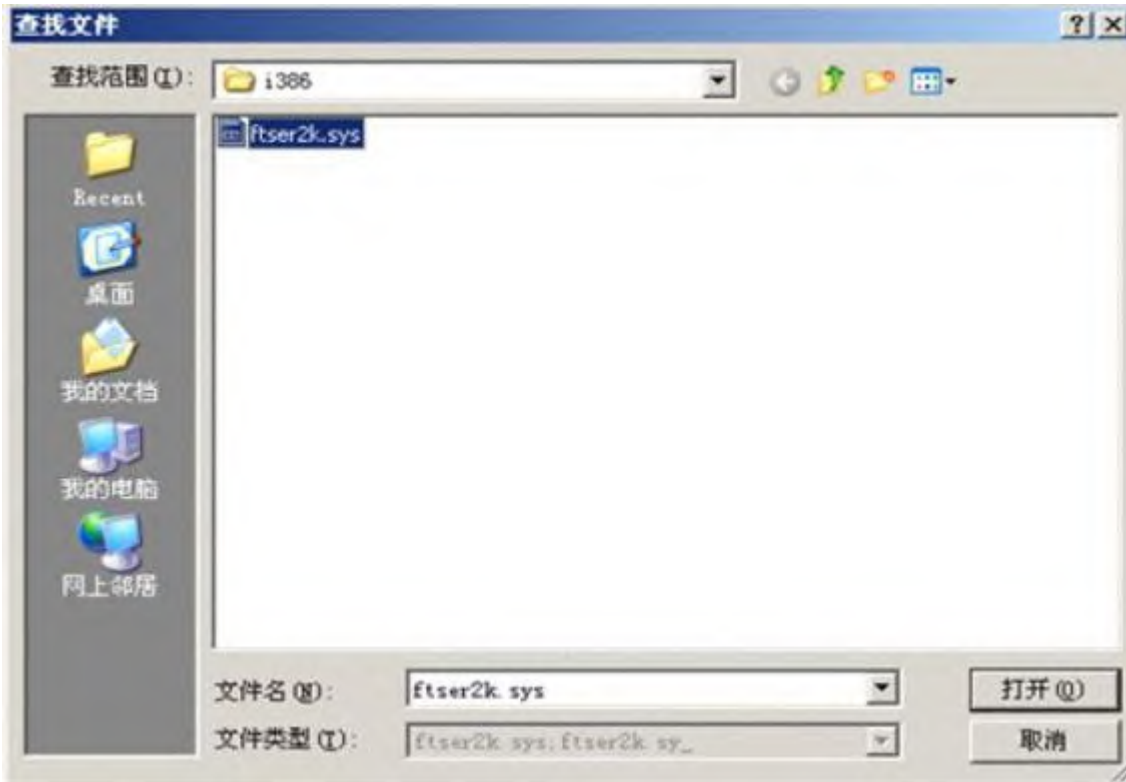 查找文件
查找范围(I):
i386
ftser2k.sys
Recent
桌面
我的文档
我的电脑
网上邻居
文件名(N):
ftser2k.sys
打开(O)
文件类型(T):
ftser2k.sys;ftser2k.sy_
取消